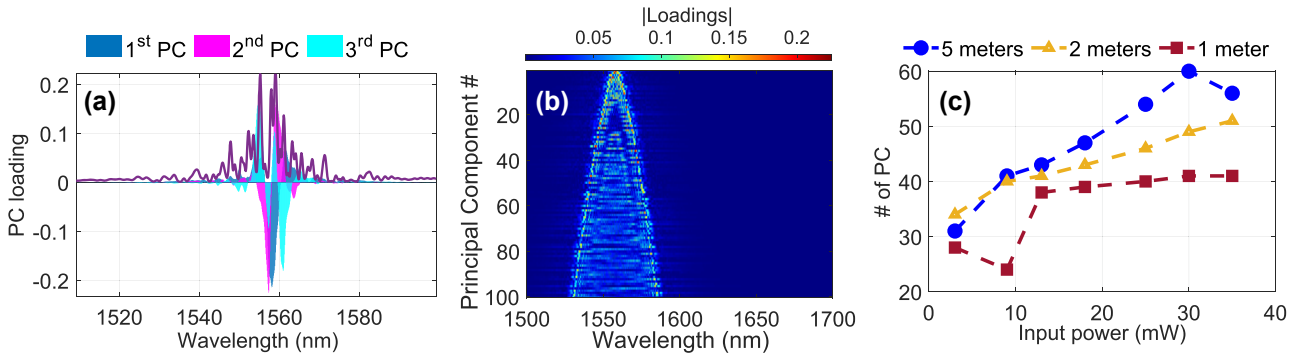 1st PC 2nd PC 3rd PC
(a)
PC loading
0.2
0.1
0
-0.1
-0.2
1520 1540 1560 1580
Wavelength (nm)
|Loadings|
0.05 0.1 0.15 0.2
(b)
Principal Component #
20
40
60
80
100
1500 1550 1600 1650 1700
Wavelength (nm)
5 meters 2 meters 1 meter
(c)
# of PC
60
50
40
30
20
0 10 20 30 40
Input power (mW)